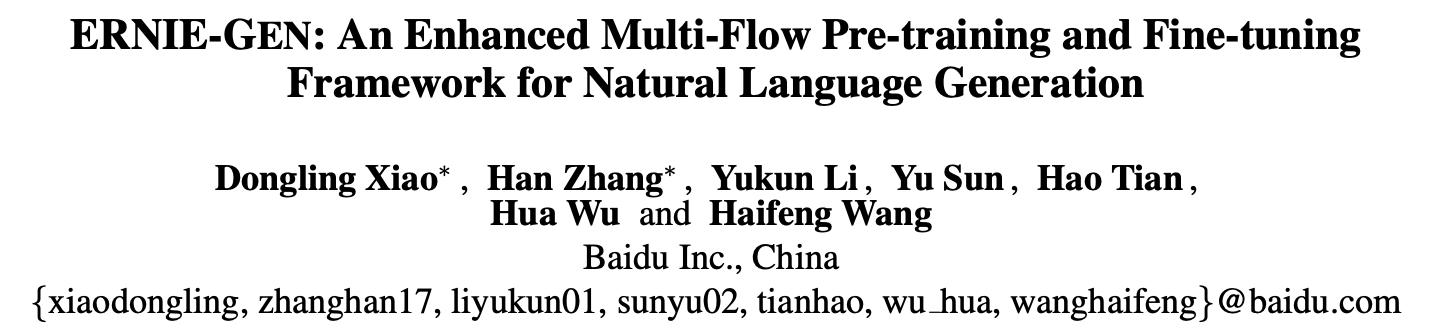 ERNIE-GEN: An Enhanced Multi-Flow Pre-training and Fine-tuning
Framework for Natural Language Generation
Dongling Xiao*, Han Zhang*, Yukun Li, Yu Sun, Hao Tian,
Hua Wu and Haifeng Wang
Baidu Inc., China
{xiaodongling, zhanghan17, liyukun01, sunyu02, tianhao, wu_hua, wanghaifeng}@baidu.com